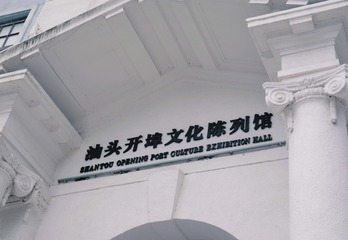 汕头开埠文化陈列馆
SHANTOU OPENING PORT CULTURE EXHIBITION HALL